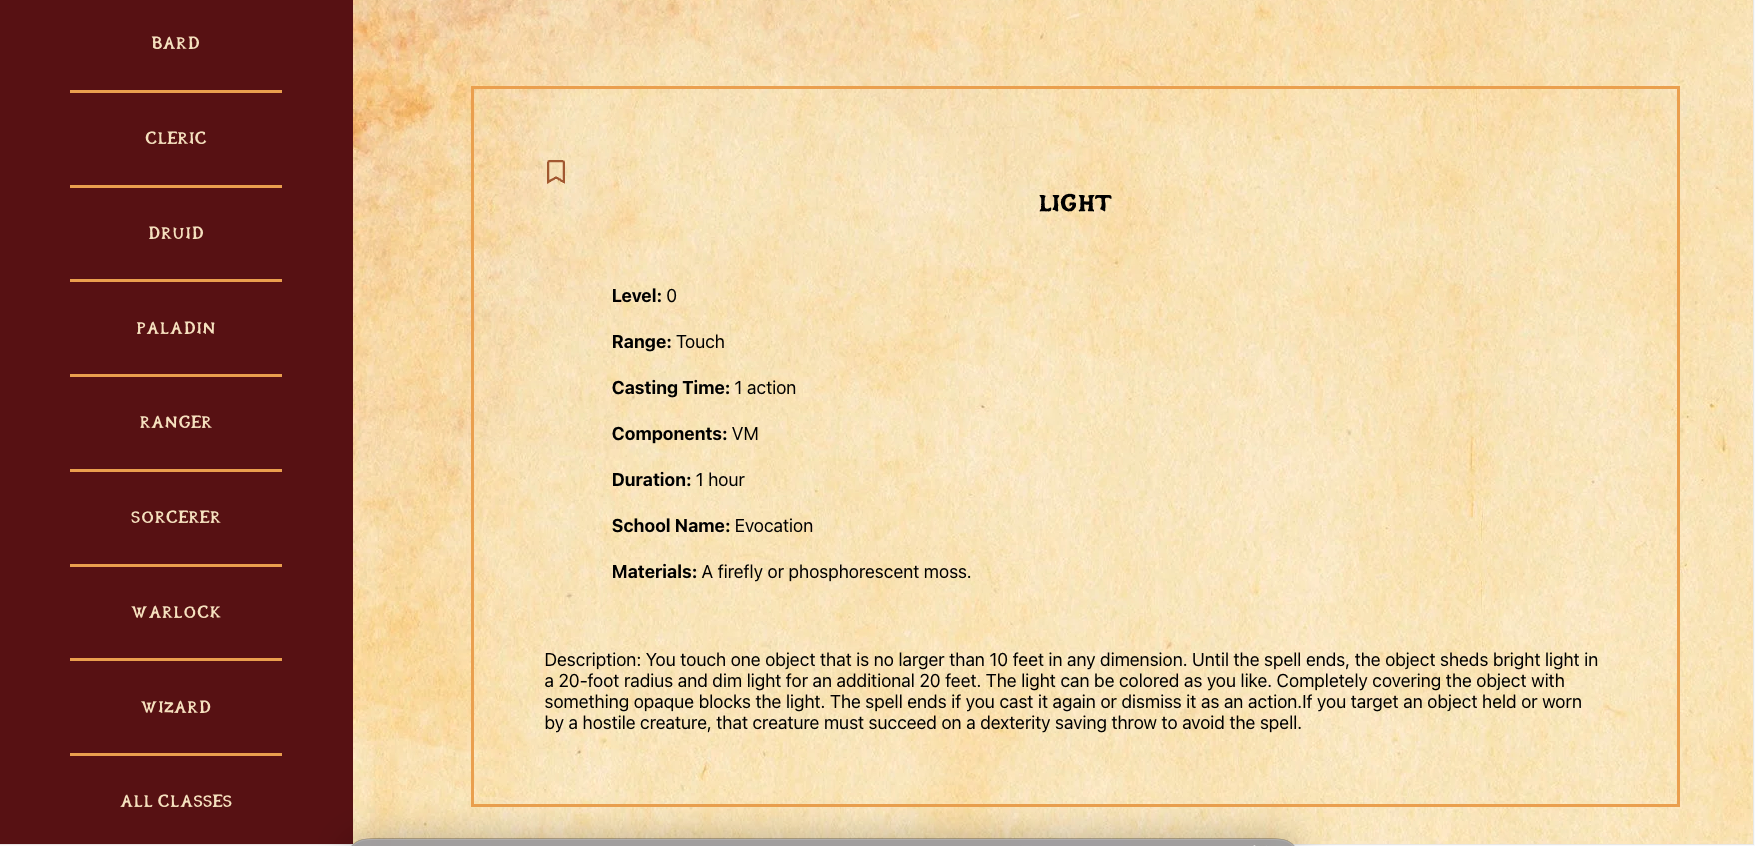 BARD
CLERIC
DRUID
PALADIN
RANGER
SORCERER
WARLOCK
WIZARD
ALL CLASSES
LIGHT
Level: 0
Range: Touch
Casting Time: 1 action
Components: VM
Duration: 1 hour
School Name: Evocation
Materials: A firefly or phosphorescent moss.
Description: You touch one object that is no larger than 10 feet in any dimension. Until the spell ends, the object sheds bright light in
a 20-foot radius and dim light for an additional 20 feet. The light can be colored as you like. Completely covering the object with
something opaque blocks the light. The spell ends if you cast it again or dismiss it as an action.If you target an object held or worn
by a hostile creature, that creature must succeed on a dexterity saving throw to avoid the spell.